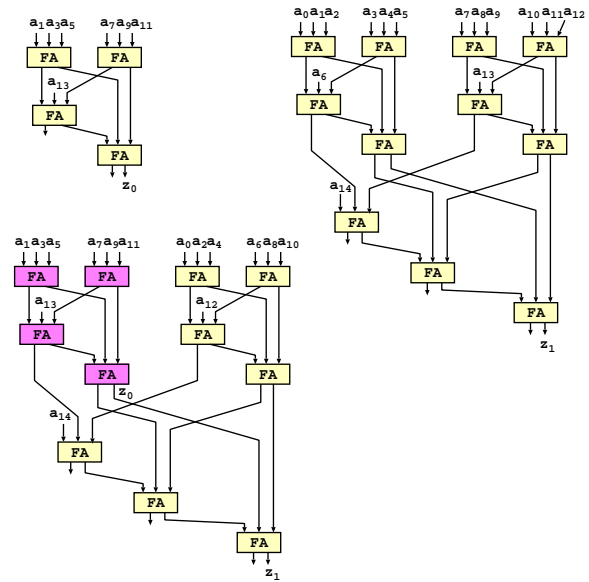 a1a3a5 a7a9a11
FA FA
a13
FA
FA
z0
a0a1a2 a3a4a5 a7a8a9 a10a11a12
FA FA FA FA
a6 a13
FA FA
FA FA
a14
FA
FA
FA
z1
a1a3a5 a7a9a11 a0a2a4 a6a8a10
FA FA FA FA
a13 a12
FA FA
FA FA
z0
a14
FA
FA
FA
z1